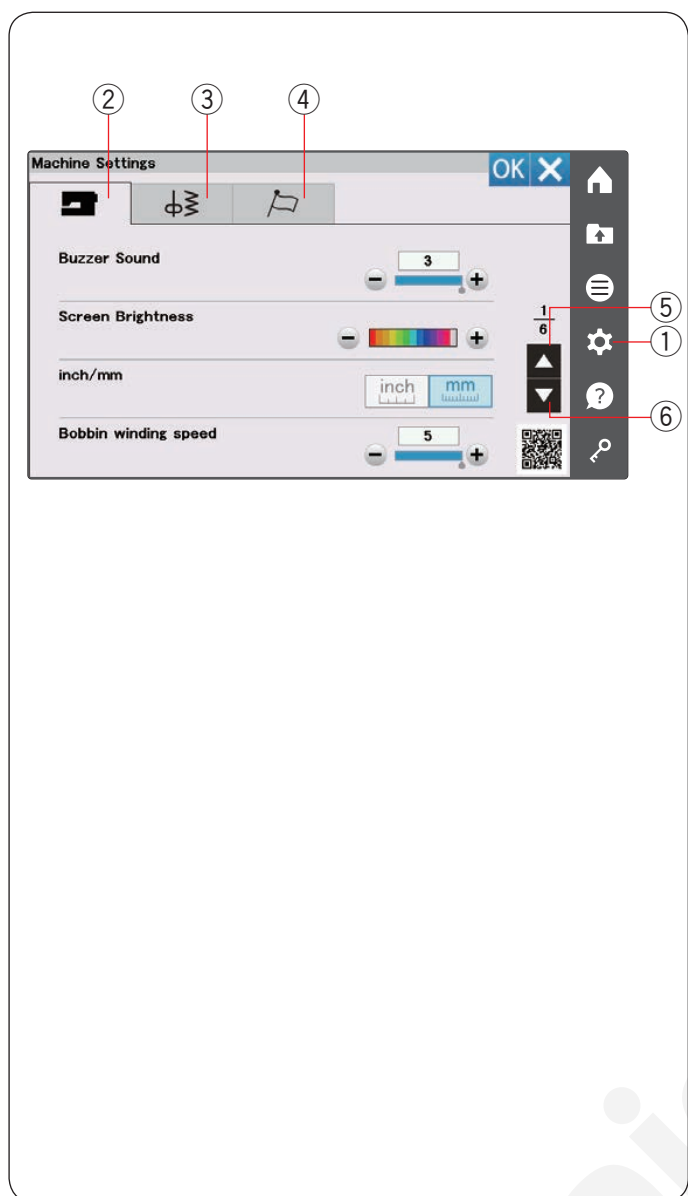 ② ③ ④
Machine Settings OK
Buzzer Sound 3
Screen Brightness 1
6
⑤
①
inch/mm inch mm
?
⑥
Bobbin winding speed 5